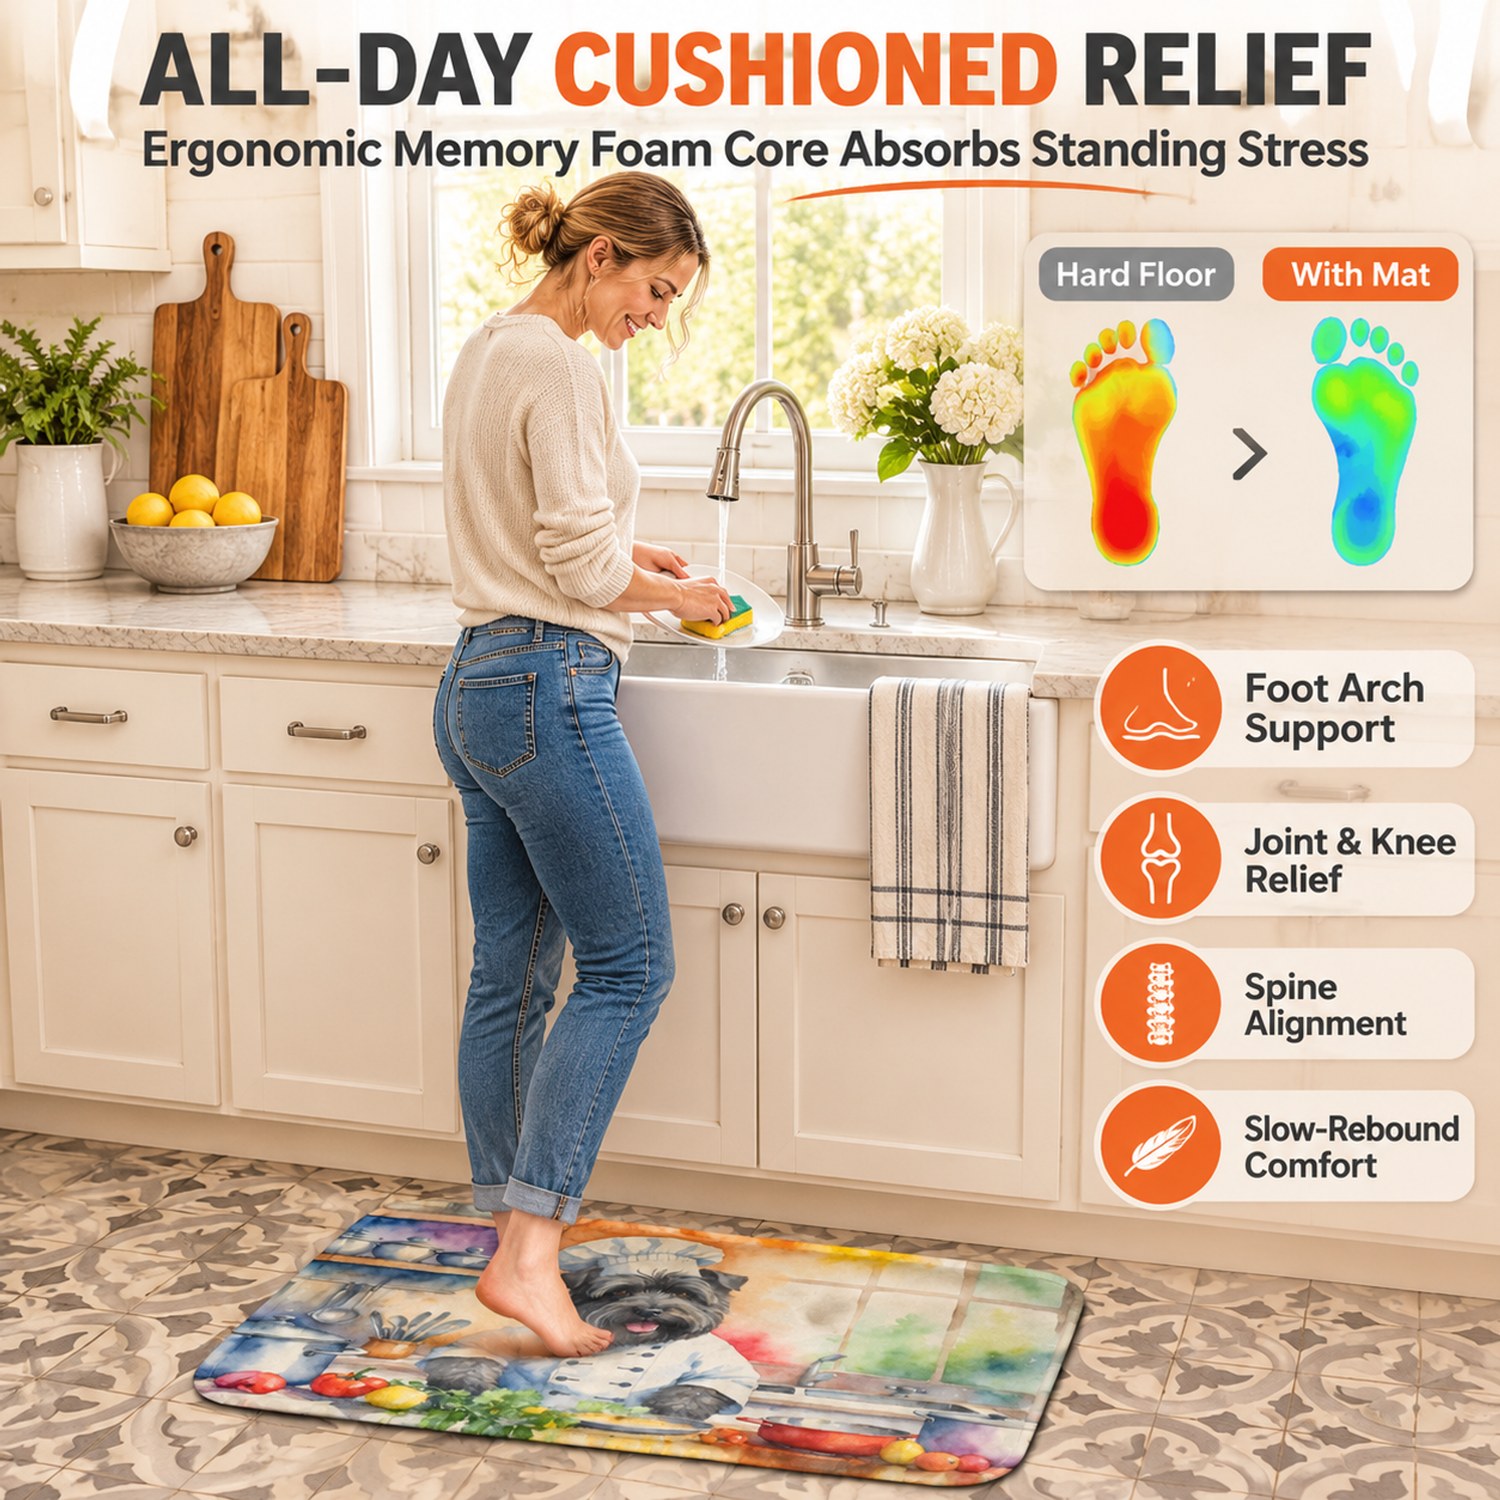 ALL-DAY CUSHIONED RELIEF
Ergonomic Memory Foam Core Absorbs Standing Stress
Hard Floor
With Mat
Foot Arch
Support
Joint & Knee
Relief
Spine
Alignment
Slow-Rebound
Comfort